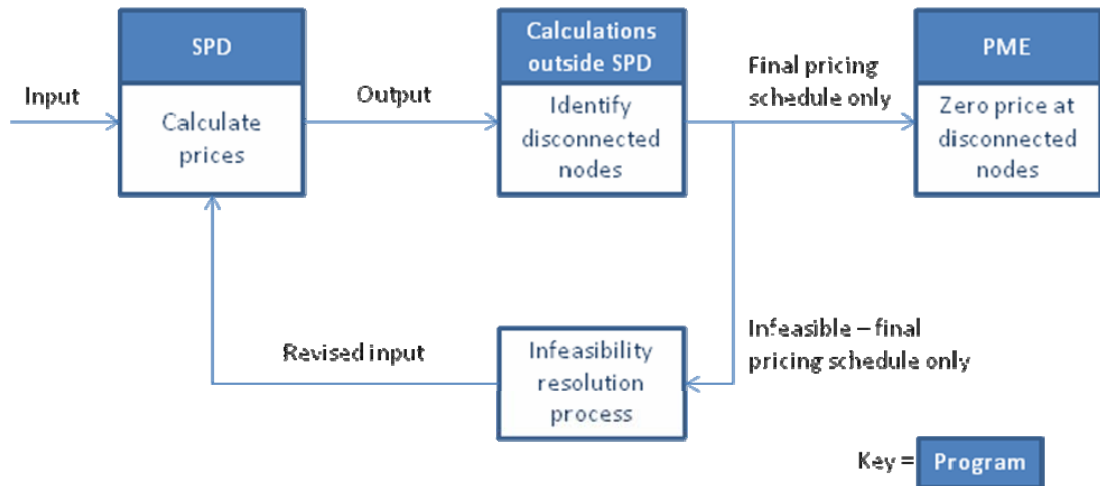 SPD
Calculate
prices
Input
Output
Calculations
outside SPD
Identify
disconnected
nodes
Final pricing
schedule only
PME
Zero price at
disconnected
nodes
Revised input
Infeasibility
resolution
process
Infeasible – final
pricing schedule only
Key = Program